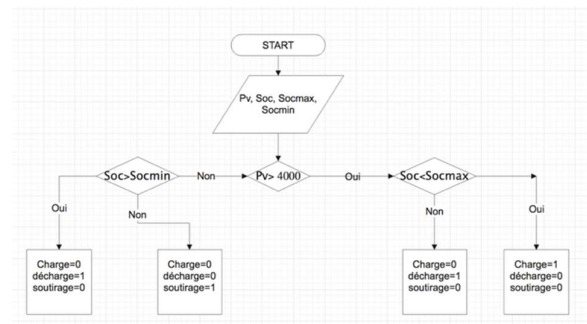 START
Pv, Soc, Socmax,
Socmin
Soc>Socmin
Non
Pv> 4000
Oui
Soc<Socmax
Oui
Non
Non
Oui
Charge=0
décharge=1
soutirage=0
Charge=0
décharge=0
soutirage=1
Charge=0
décharge=1
soutirage=0
Charge=1
décharge=0
soutirage=0